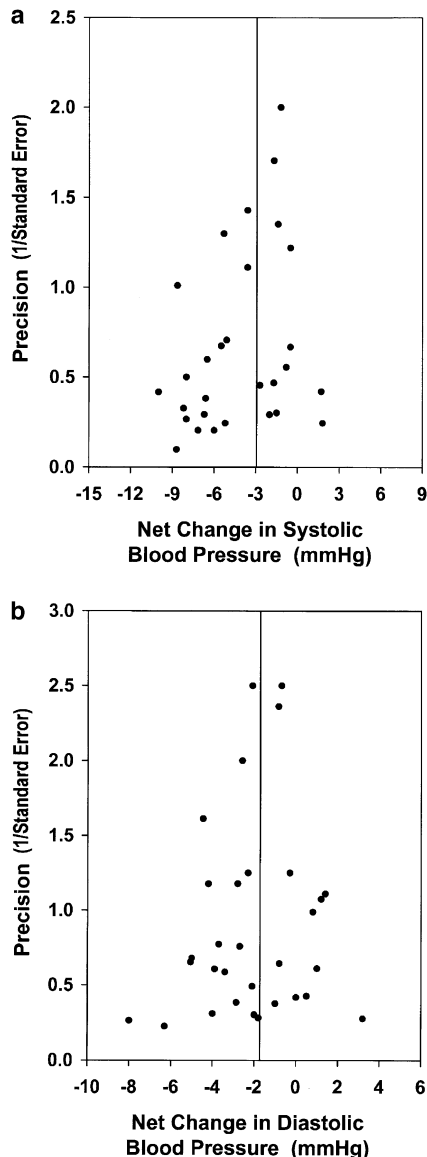 a
2.5
2.0
1.5
1.0
0.5
0.0
Precision (1/Standard Error)
-15 -12 -9 -6 -3 0 3 6 9
Net Change in Systolic
Blood Pressure (mmHg)
b
3.0
2.5
2.0
1.5
1.0
0.5
0.0
Precision (1/Standard Error)
-10 -8 -6 -4 -2 0 2 4 6
Net Change in Diastolic
Blood Pressure (mmHg)